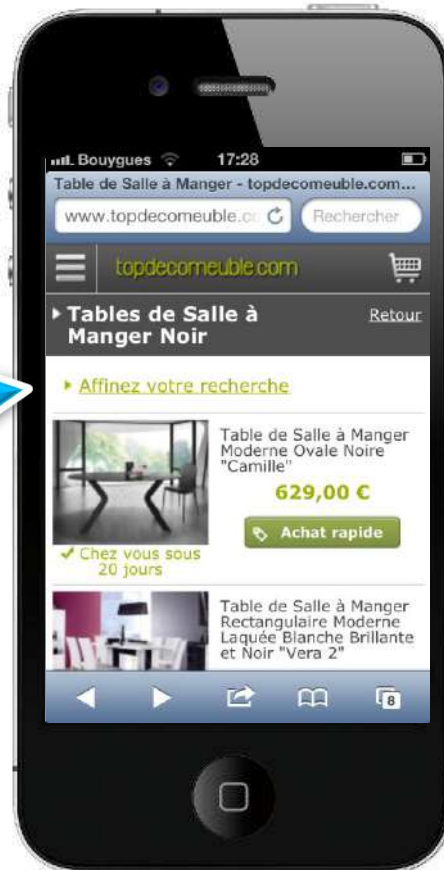 Bouygues 17:28
Table de Salle à Manger - topdecomeuble.com...
www.topdecomeuble.c Rechercher
topdecomeuble.com
Tables de Salle à Retour
Manger Noir
Affinez votre recherche
Table de Salle à Manger
Moderne Ovale Noire
"Camille"
629,00 €
Achat rapide
Chez vous sous
20 jours
Table de Salle à Manger
Rectangulaire Moderne
Laquée Blanche Brillante
et Noir "Vera 2"
8